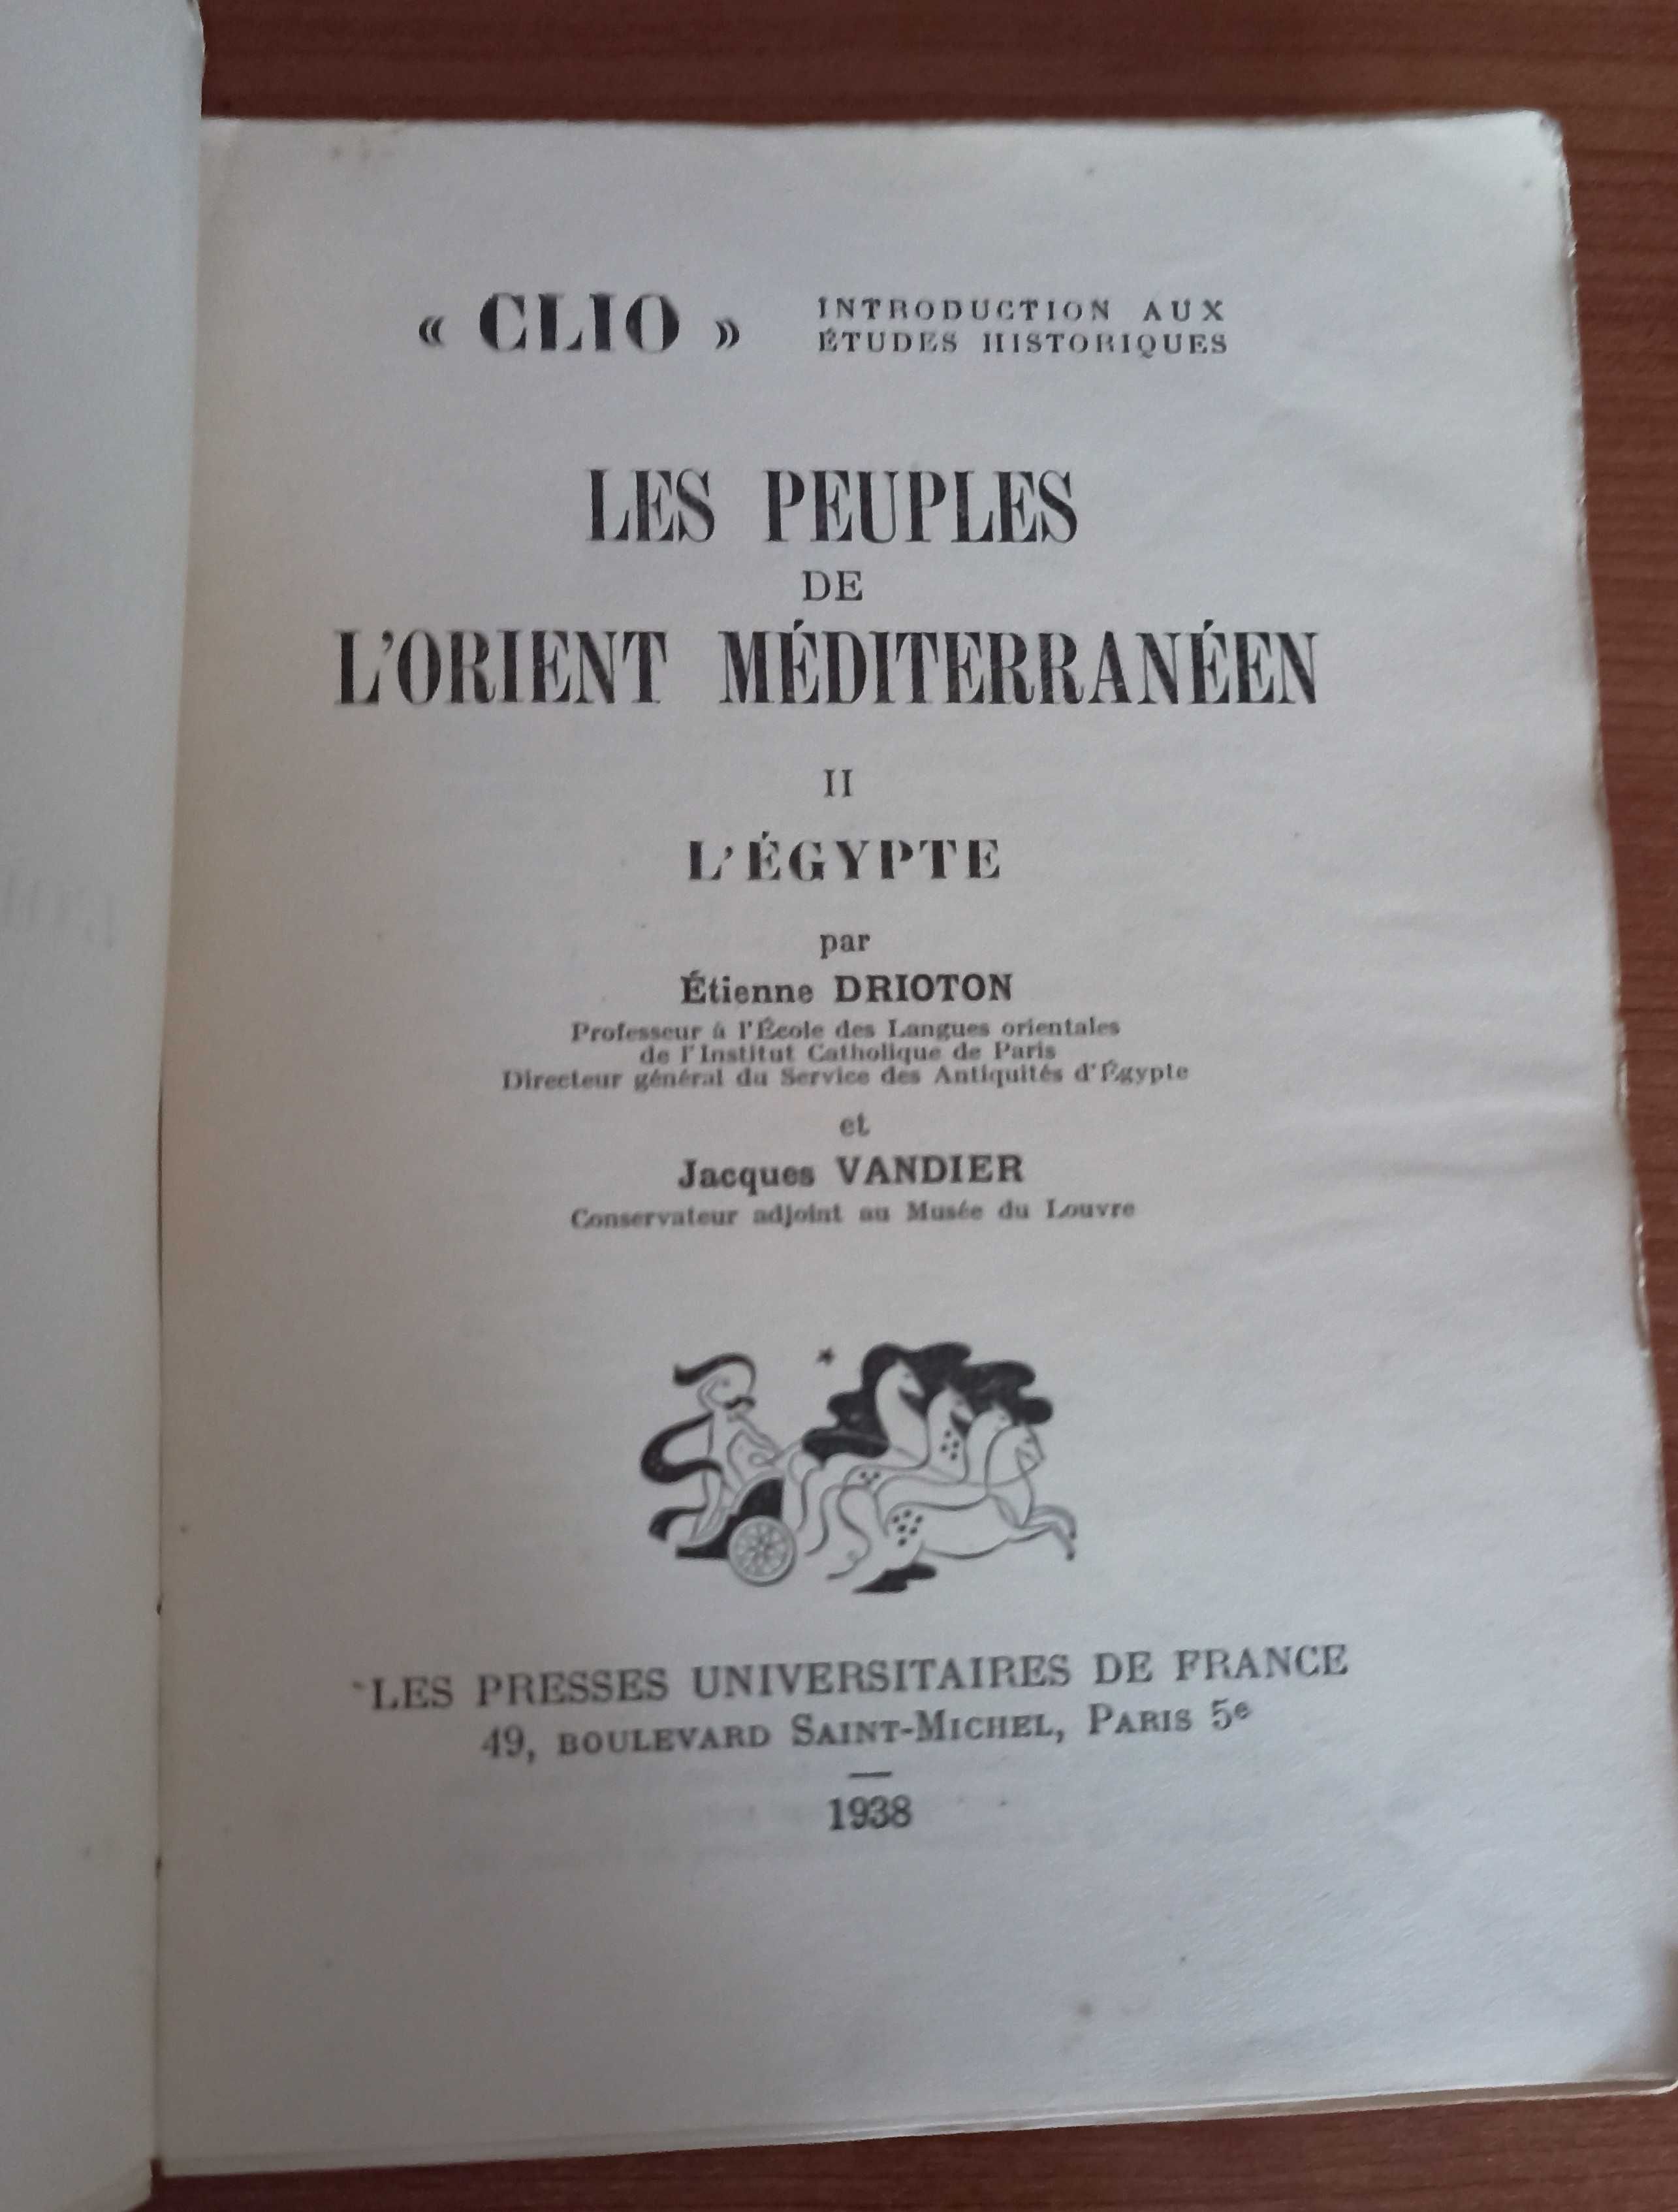 « CLIO » INTRODUCTION AUX
ÉTUDES HISTORIQUES
LES PEUPLES
DE
L'ORIENT MÉDITERRANÉEN
II
L'ÉGYPTE
par
Étienne DRIOTON
Professeur à l'École des Langues orientales
de l'Institut Catholique de Paris
Directeur général du Service des Antiquités d'Égypte
et
Jacques VANDIER
Conservateur adjoint au Musée du Louvre
LES PRESSES UNIVERSITAIRES DE FRANCE
49, BOULEVARD SAINT-MICHEL, PARIS 5e
1938